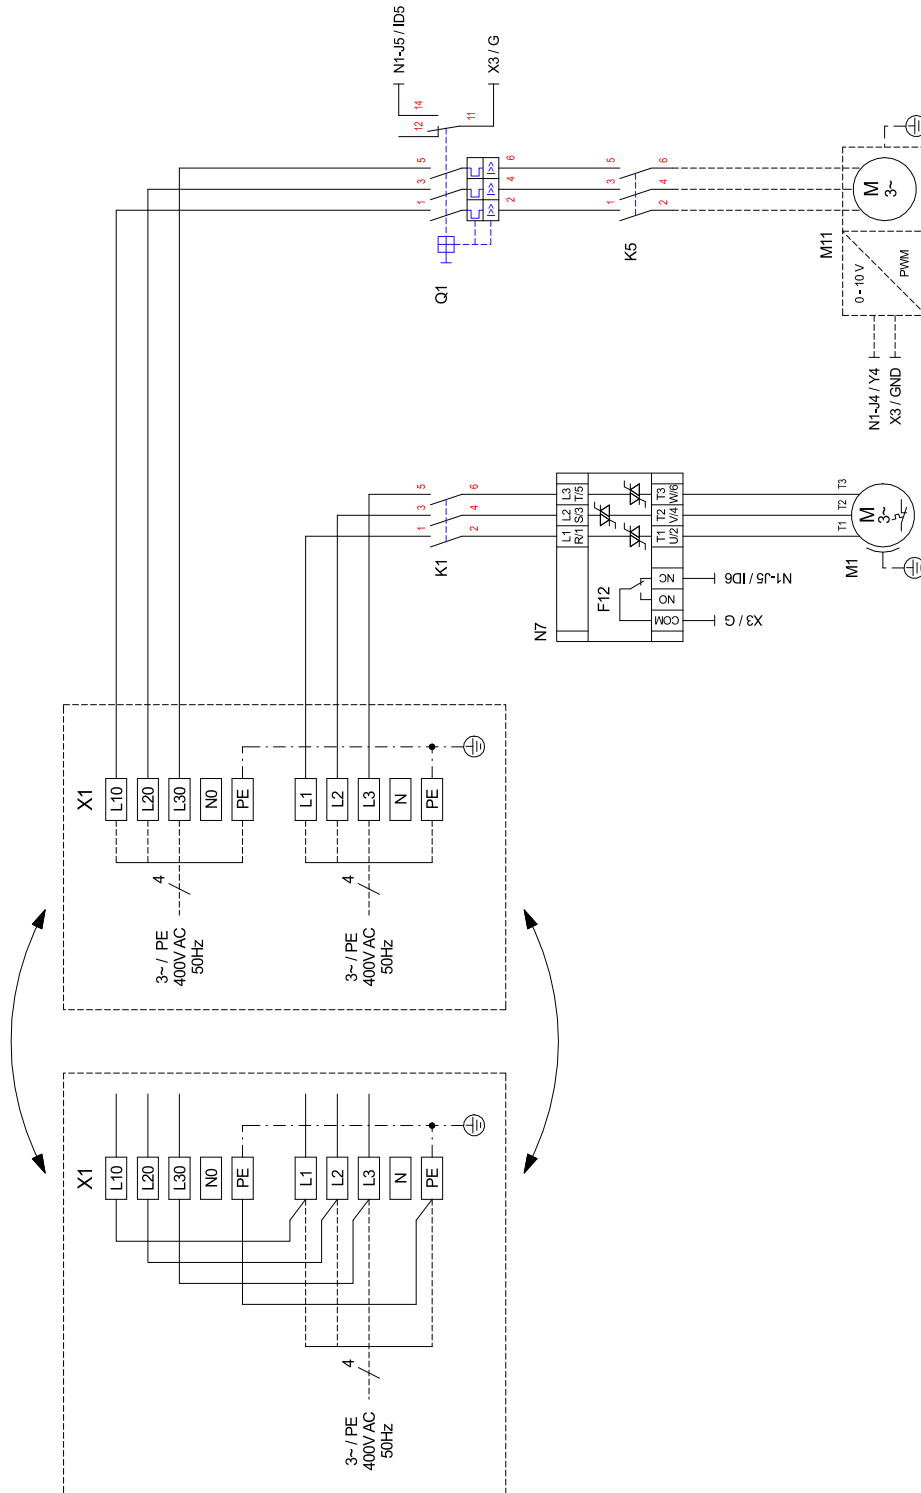 N1-J5 / ID5
X3 / G
14
12
11
5
3
1
6
4
2
Q1
5
3
1
6
4
2
K5
M
3~
M11
0 - 10 V
PWM
N1-J4 / Y4
X3 / GND
5
3
1
6
4
2
K1
L1
R/1
L2
S/3
L3
T/5
T1
U/2
T2
V/4
T3
W/6
N7
F12
COM
NO
NC
X3 / G
N1-J5 / ID6
T1
T2
T3
M
3~
M1
X1
L10
L20
L30
N0
PE
L1
L2
L3
N
PE
4
3~ / PE
400V AC
50Hz
4
3~ / PE
400V AC
50Hz
X1
L10
L20
L30
N0
PE
L1
L2
L3
N
PE
4
3~ / PE
400V AC
50Hz